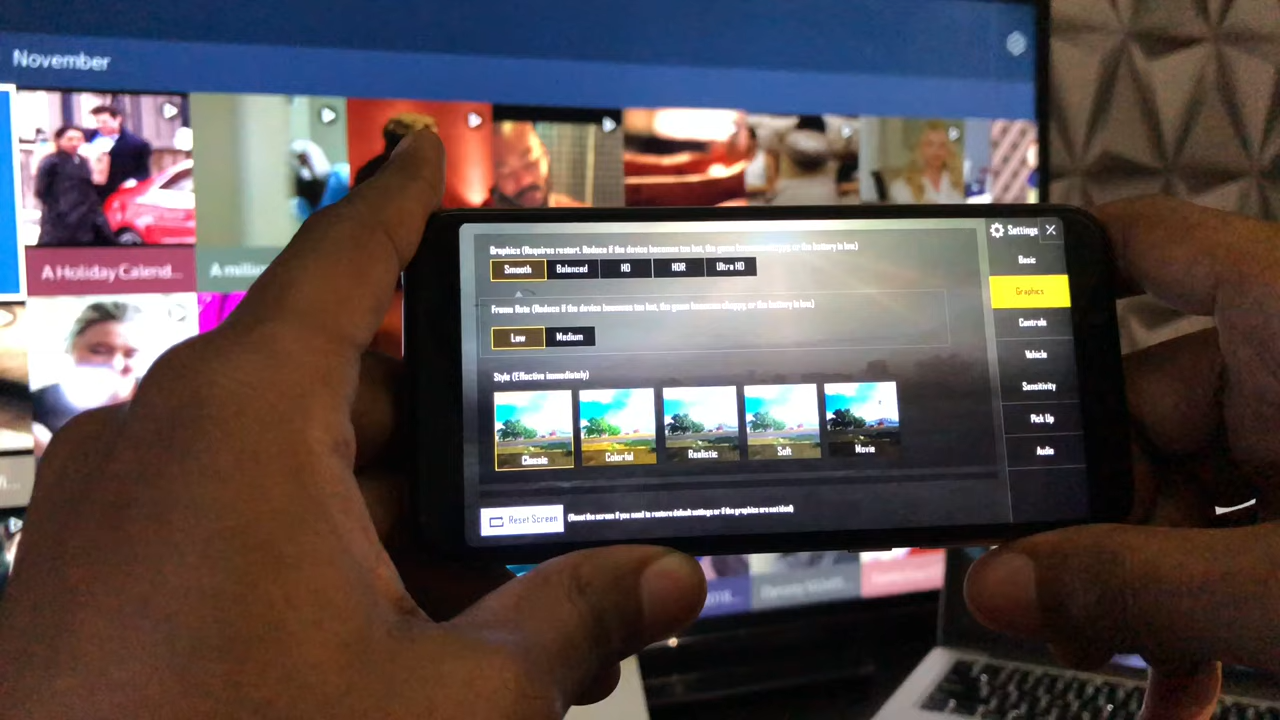 November
A Holiday Calend...
A millio
Settings
Graphics (Requires restart. Reduce if the device becomes too hot, the game becomes choppy, or the battery is low.)
Smooth Balanced HD HDR Ultra HD
Frame Rate (Reduce if the device becomes too hot, the game becomes choppy, or the battery is low.)
Low Medium
Style (Effective immediately)
Classic Colorful Realistic Soft Movie
Reset Screen (Reset the screen if you need to restore default settings or if the graphics are not ideal)
Basic
Graphics
Controls
Vehicle
Sensitivity
Pick Up
Audio